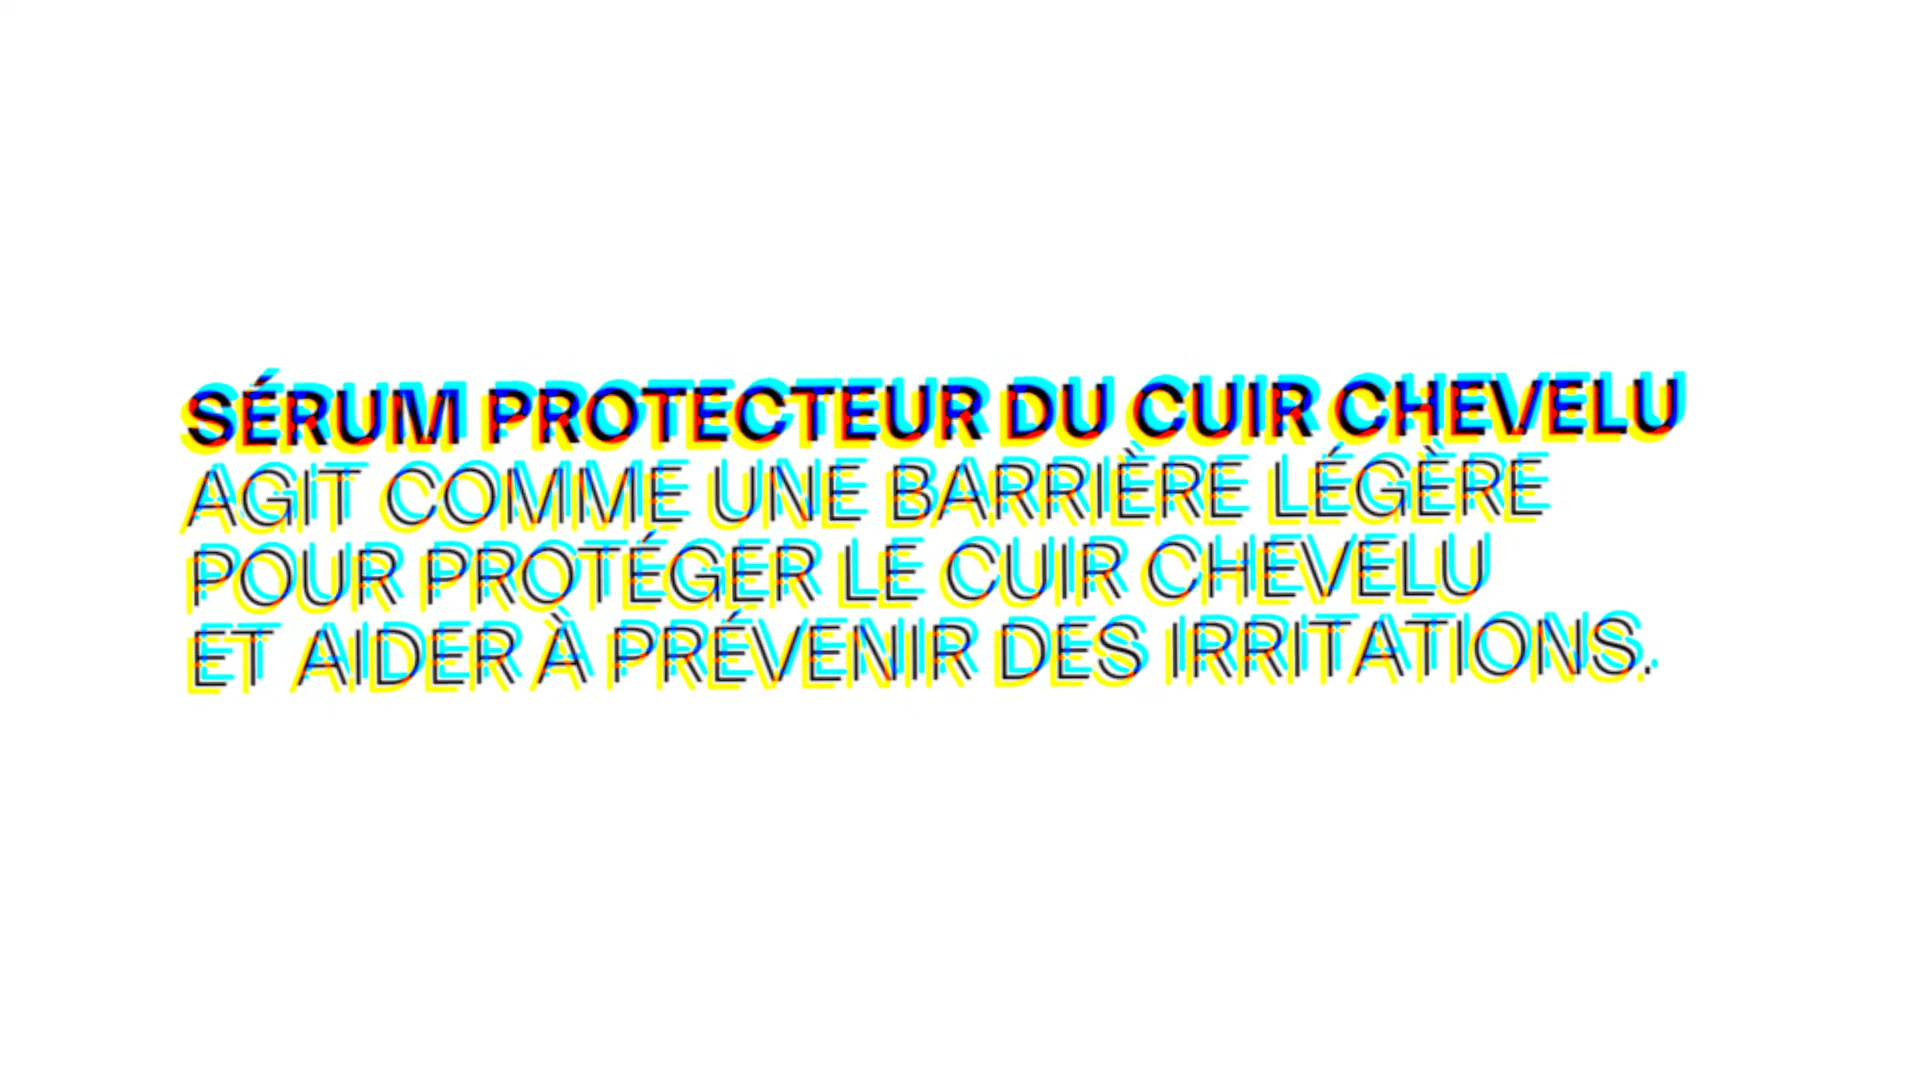 SÉRUM PROTECTEUR DU CUIR CHEVELU
AGIT COMME UNE BARRIÈRE LÉGÈRE
POUR PROTÉGER LE CUIR CHEVELU
ET AIDER À PRÉVENIR DES IRRITATIONS.